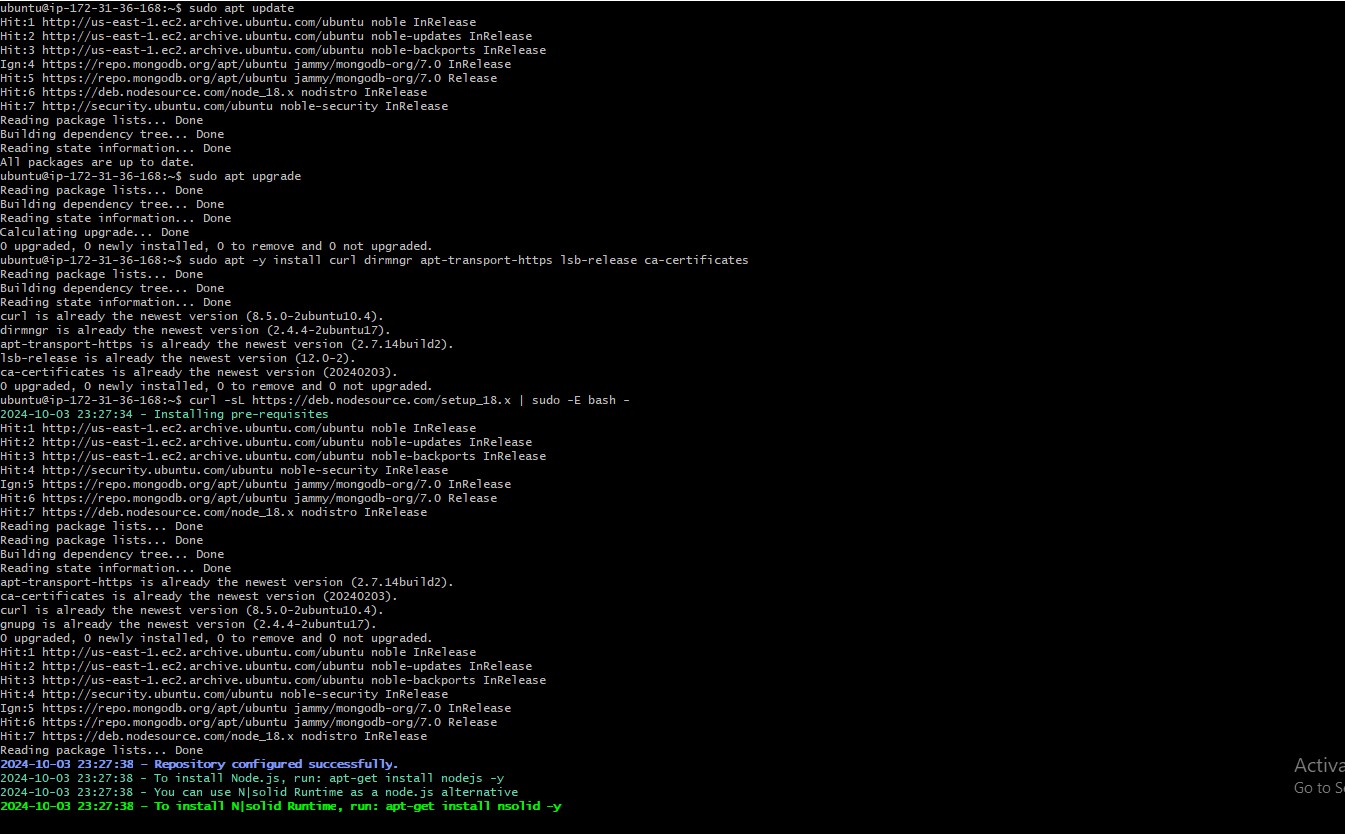 ubuntu@ip-172-31-36-168:~$ sudo apt update
Hit:1 http://us-east-1.ec2.archive.ubuntu.com/ubuntu noble InRelease
Hit:2 http://us-east-1.ec2.archive.ubuntu.com/ubuntu noble-updates InRelease
Hit:3 http://us-east-1.ec2.archive.ubuntu.com/ubuntu noble-backports InRelease
Ign:4 https://repo.mongodb.org/apt/ubuntu jammy/mongodb-org/7.0 InRelease
Hit:5 https://repo.mongodb.org/apt/ubuntu jammy/mongodb-org/7.0 Release
Hit:6 https://deb.nodesource.com/node_18.x nodistro InRelease
Hit:7 http://security.ubuntu.com/ubuntu noble-security InRelease
Reading package lists... Done
Building dependency tree... Done
Reading state information... Done
All packages are up to date.
ubuntu@ip-172-31-36-168:~$ sudo apt upgrade
Reading package lists... Done
Building dependency tree... Done
Reading state information... Done
Calculating upgrade... Done
0 upgraded, 0 newly installed, 0 to remove and 0 not upgraded.
ubuntu@ip-172-31-36-168:~$ sudo apt -y install curl dirmngr apt-transport-https lsb-release ca-certificates
Reading package lists... Done
Building dependency tree... Done
Reading state information... Done
curl is already the newest version (8.5.0-2ubuntu10.4).
dirmngr is already the newest version (2.4.4-2ubuntu17).
apt-transport-https is already the newest version (2.7.14build2).
lsb-release is already the newest version (12.0-2).
ca-certificates is already the newest version (20240203).
0 upgraded, 0 newly installed, 0 to remove and 0 not upgraded.
ubuntu@ip-172-31-36-168:~$ curl -sL https://deb.nodesource.com/setup_18.x | sudo -E bash -
2024-10-03 23:27:34 - Installing pre-requisites
Hit:1 http://us-east-1.ec2.archive.ubuntu.com/ubuntu noble InRelease
Hit:2 http://us-east-1.ec2.archive.ubuntu.com/ubuntu noble-updates InRelease
Hit:3 http://us-east-1.ec2.archive.ubuntu.com/ubuntu noble-backports InRelease
Hit:4 http://security.ubuntu.com/ubuntu noble-security InRelease
Ign:5 https://repo.mongodb.org/apt/ubuntu jammy/mongodb-org/7.0 InRelease
Hit:6 https://repo.mongodb.org/apt/ubuntu jammy/mongodb-org/7.0 Release
Hit:7 https://deb.nodesource.com/node_18.x nodistro InRelease
Reading package lists... Done
Reading package lists... Done
Building dependency tree... Done
Reading state information... Done
apt-transport-https is already the newest version (2.7.14build2).
ca-certificates is already the newest version (20240203).
curl is already the newest version (8.5.0-2ubuntu10.4).
gnupg is already the newest version (2.4.4-2ubuntu17).
0 upgraded, 0 newly installed, 0 to remove and 0 not upgraded.
Hit:1 http://us-east-1.ec2.archive.ubuntu.com/ubuntu noble InRelease
Hit:2 http://us-east-1.ec2.archive.ubuntu.com/ubuntu noble-updates InRelease
Hit:3 http://us-east-1.ec2.archive.ubuntu.com/ubuntu noble-backports InRelease
Hit:4 http://security.ubuntu.com/ubuntu noble-security InRelease
Ign:5 https://repo.mongodb.org/apt/ubuntu jammy/mongodb-org/7.0 InRelease
Hit:6 https://repo.mongodb.org/apt/ubuntu jammy/mongodb-org/7.0 Release
Hit:7 https://deb.nodesource.com/node_18.x nodistro InRelease
Reading package lists... Done
2024-10-03 23:27:38 - Repository configured successfully.
2024-10-03 23:27:38 - To install Node.js, run: apt-get install nodejs -y
2024-10-03 23:27:38 - You can use N|solid Runtime as a node.js alternative
2024-10-03 23:27:38 - To install N|solid Runtime, run: apt-get install nsolid -y
Activa
Go to S